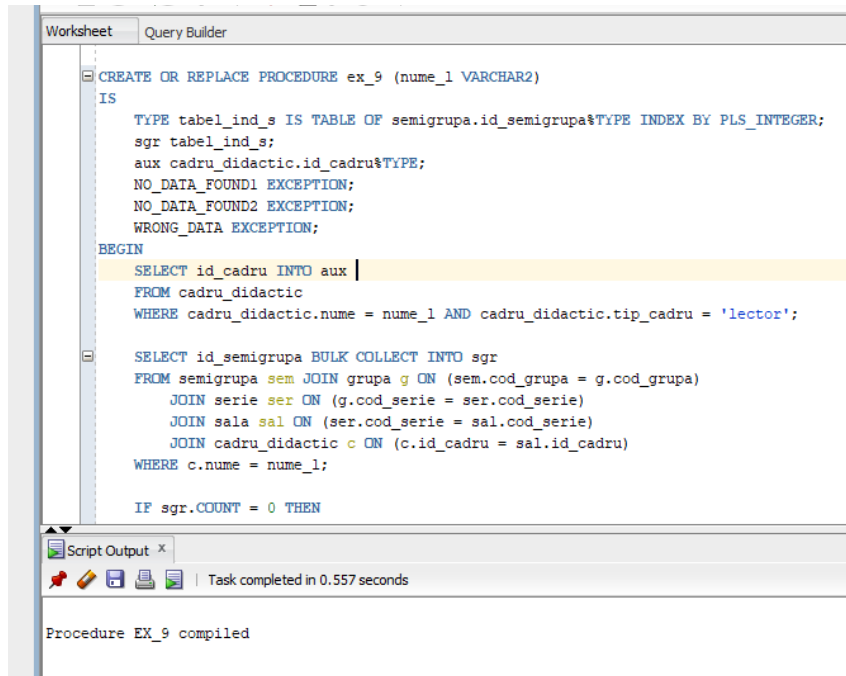 Worksheet Query Builder
CREATE OR REPLACE PROCEDURE ex_9 (nume_l VARCHAR2)
IS
TYPE tabel_ind_s IS TABLE OF semigrupa.id_semigrupa%TYPE INDEX BY PLS_INTEGER;
sgr tabel_ind_s;
aux cadru_didactic.id_cadru%TYPE;
NO_DATA_FOUND1 EXCEPTION;
NO_DATA_FOUND2 EXCEPTION;
WRONG_DATA EXCEPTION;
BEGIN
SELECT id_cadru INTO aux
FROM cadru_didactic
WHERE cadru_didactic.nume = nume_l AND cadru_didactic.tip_cadru = 'lector';
SELECT id_semigrupa BULK COLLECT INTO sgr
FROM semigrupa sem JOIN grupa g ON (sem.cod_grupa = g.cod_grupa)
JOIN serie ser ON (g.cod_serie = ser.cod_serie)
JOIN sala sal ON (ser.cod_serie = sal.cod_serie)
JOIN cadru_didactic c ON (c.id_cadru = sal.id_cadru)
WHERE c.nume = nume_l;
IF sgr.COUNT = 0 THEN
Script Output x
Task completed in 0.557 seconds
Procedure EX_9 compiled